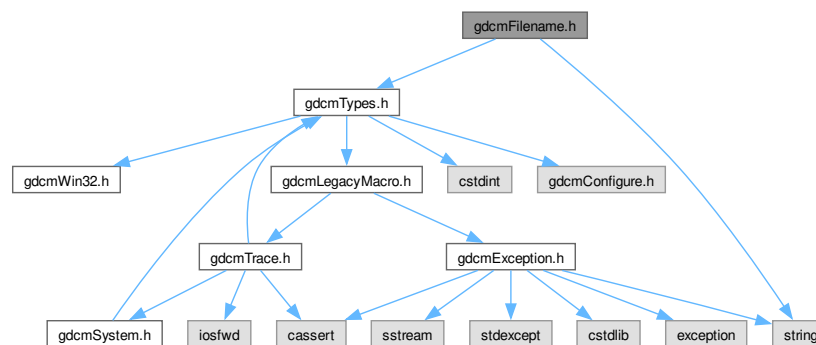 gdcmFilename.h
gdcmTypes.h
gdcmWin32.h
gdcmLegacyMacro.h
cstdint
gdcmConfigure.h
gdcmTrace.h
gdcmException.h
gdcmSystem.h
iosfwd
cassert
sstream
stdexcept
cstdlib
exception
string